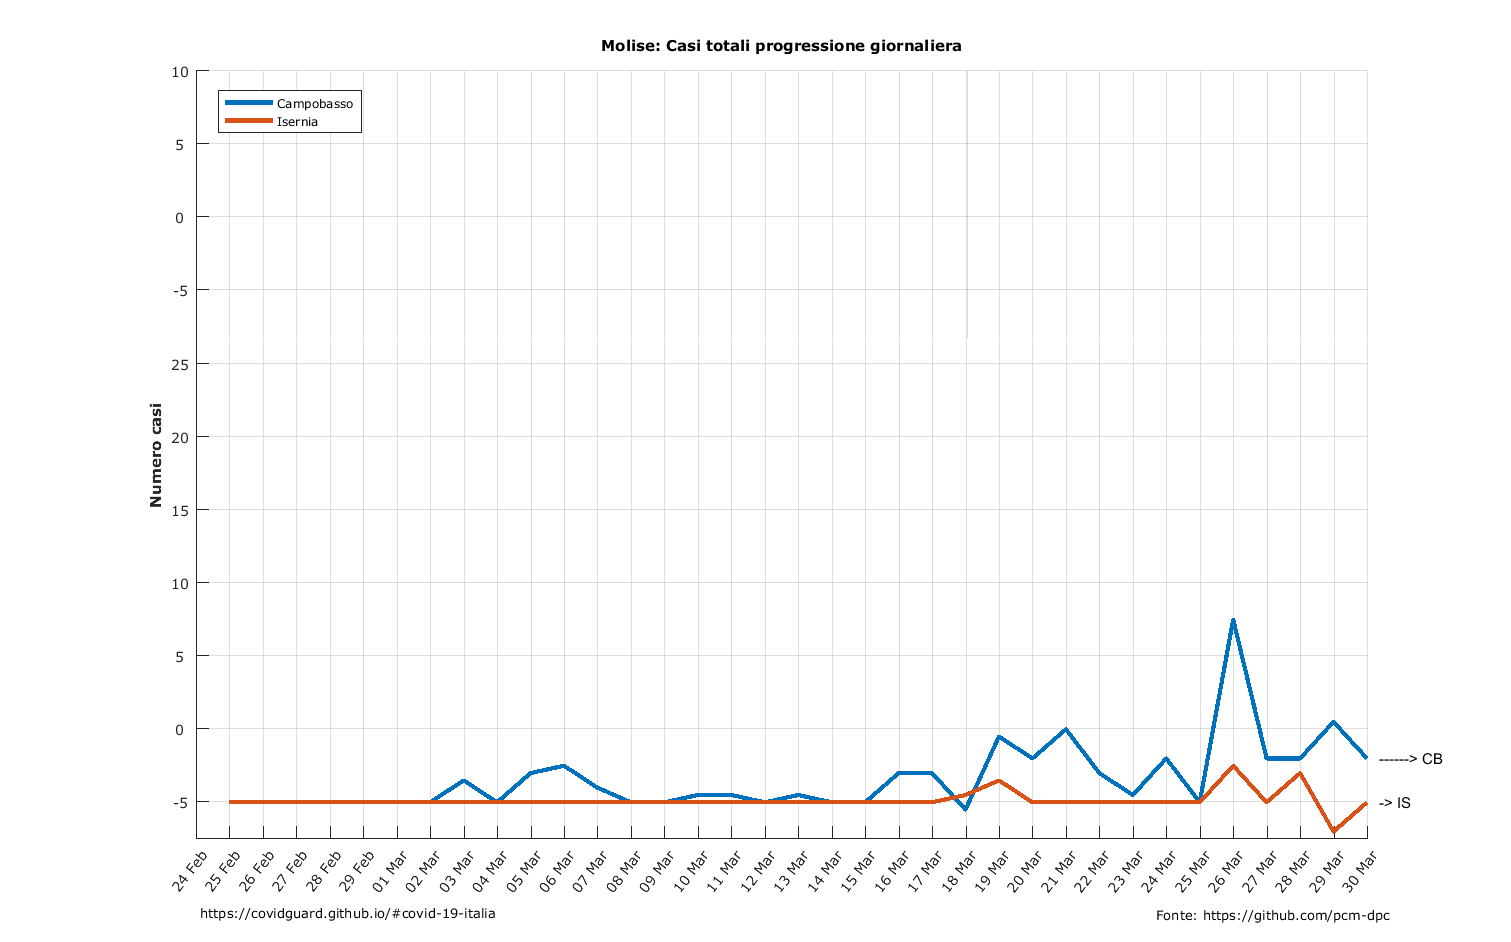 Molise: Casi totali progressione giornaliera
10
5
0
-5
25
20
15
10
5
0
-5
Numero casi
Campobasso
Isernia
------> CB
-> IS
24 Feb
25 Feb
26 Feb
27 Feb
28 Feb
29 Feb
01 Mar
02 Mar
03 Mar
04 Mar
05 Mar
06 Mar
07 Mar
08 Mar
09 Mar
10 Mar
11 Mar
12 Mar
13 Mar
14 Mar
15 Mar
16 Mar
17 Mar
18 Mar
19 Mar
20 Mar
21 Mar
22 Mar
23 Mar
24 Mar
25 Mar
26 Mar
27 Mar
28 Mar
29 Mar
30 Mar
https://covidguard.github.io/#covid-19-italia
Fonte: https://github.com/pcm-dpc